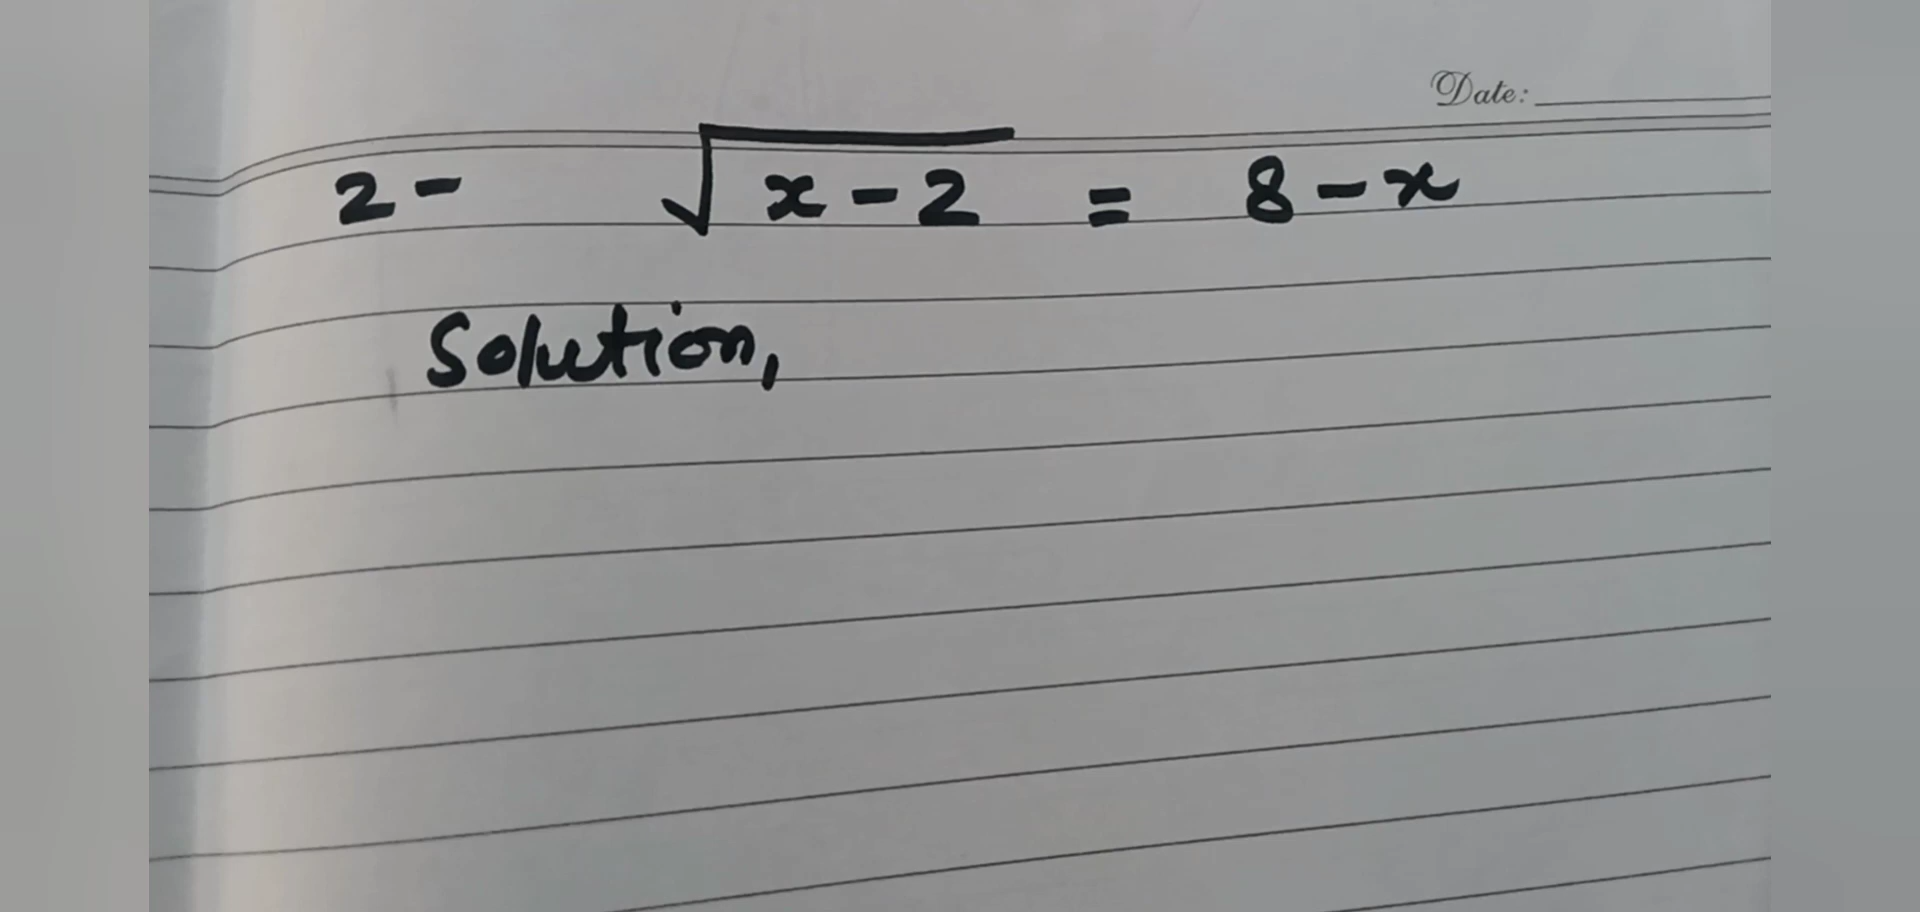 Date:
2 - √x - 2 = 8 - x
Solution,